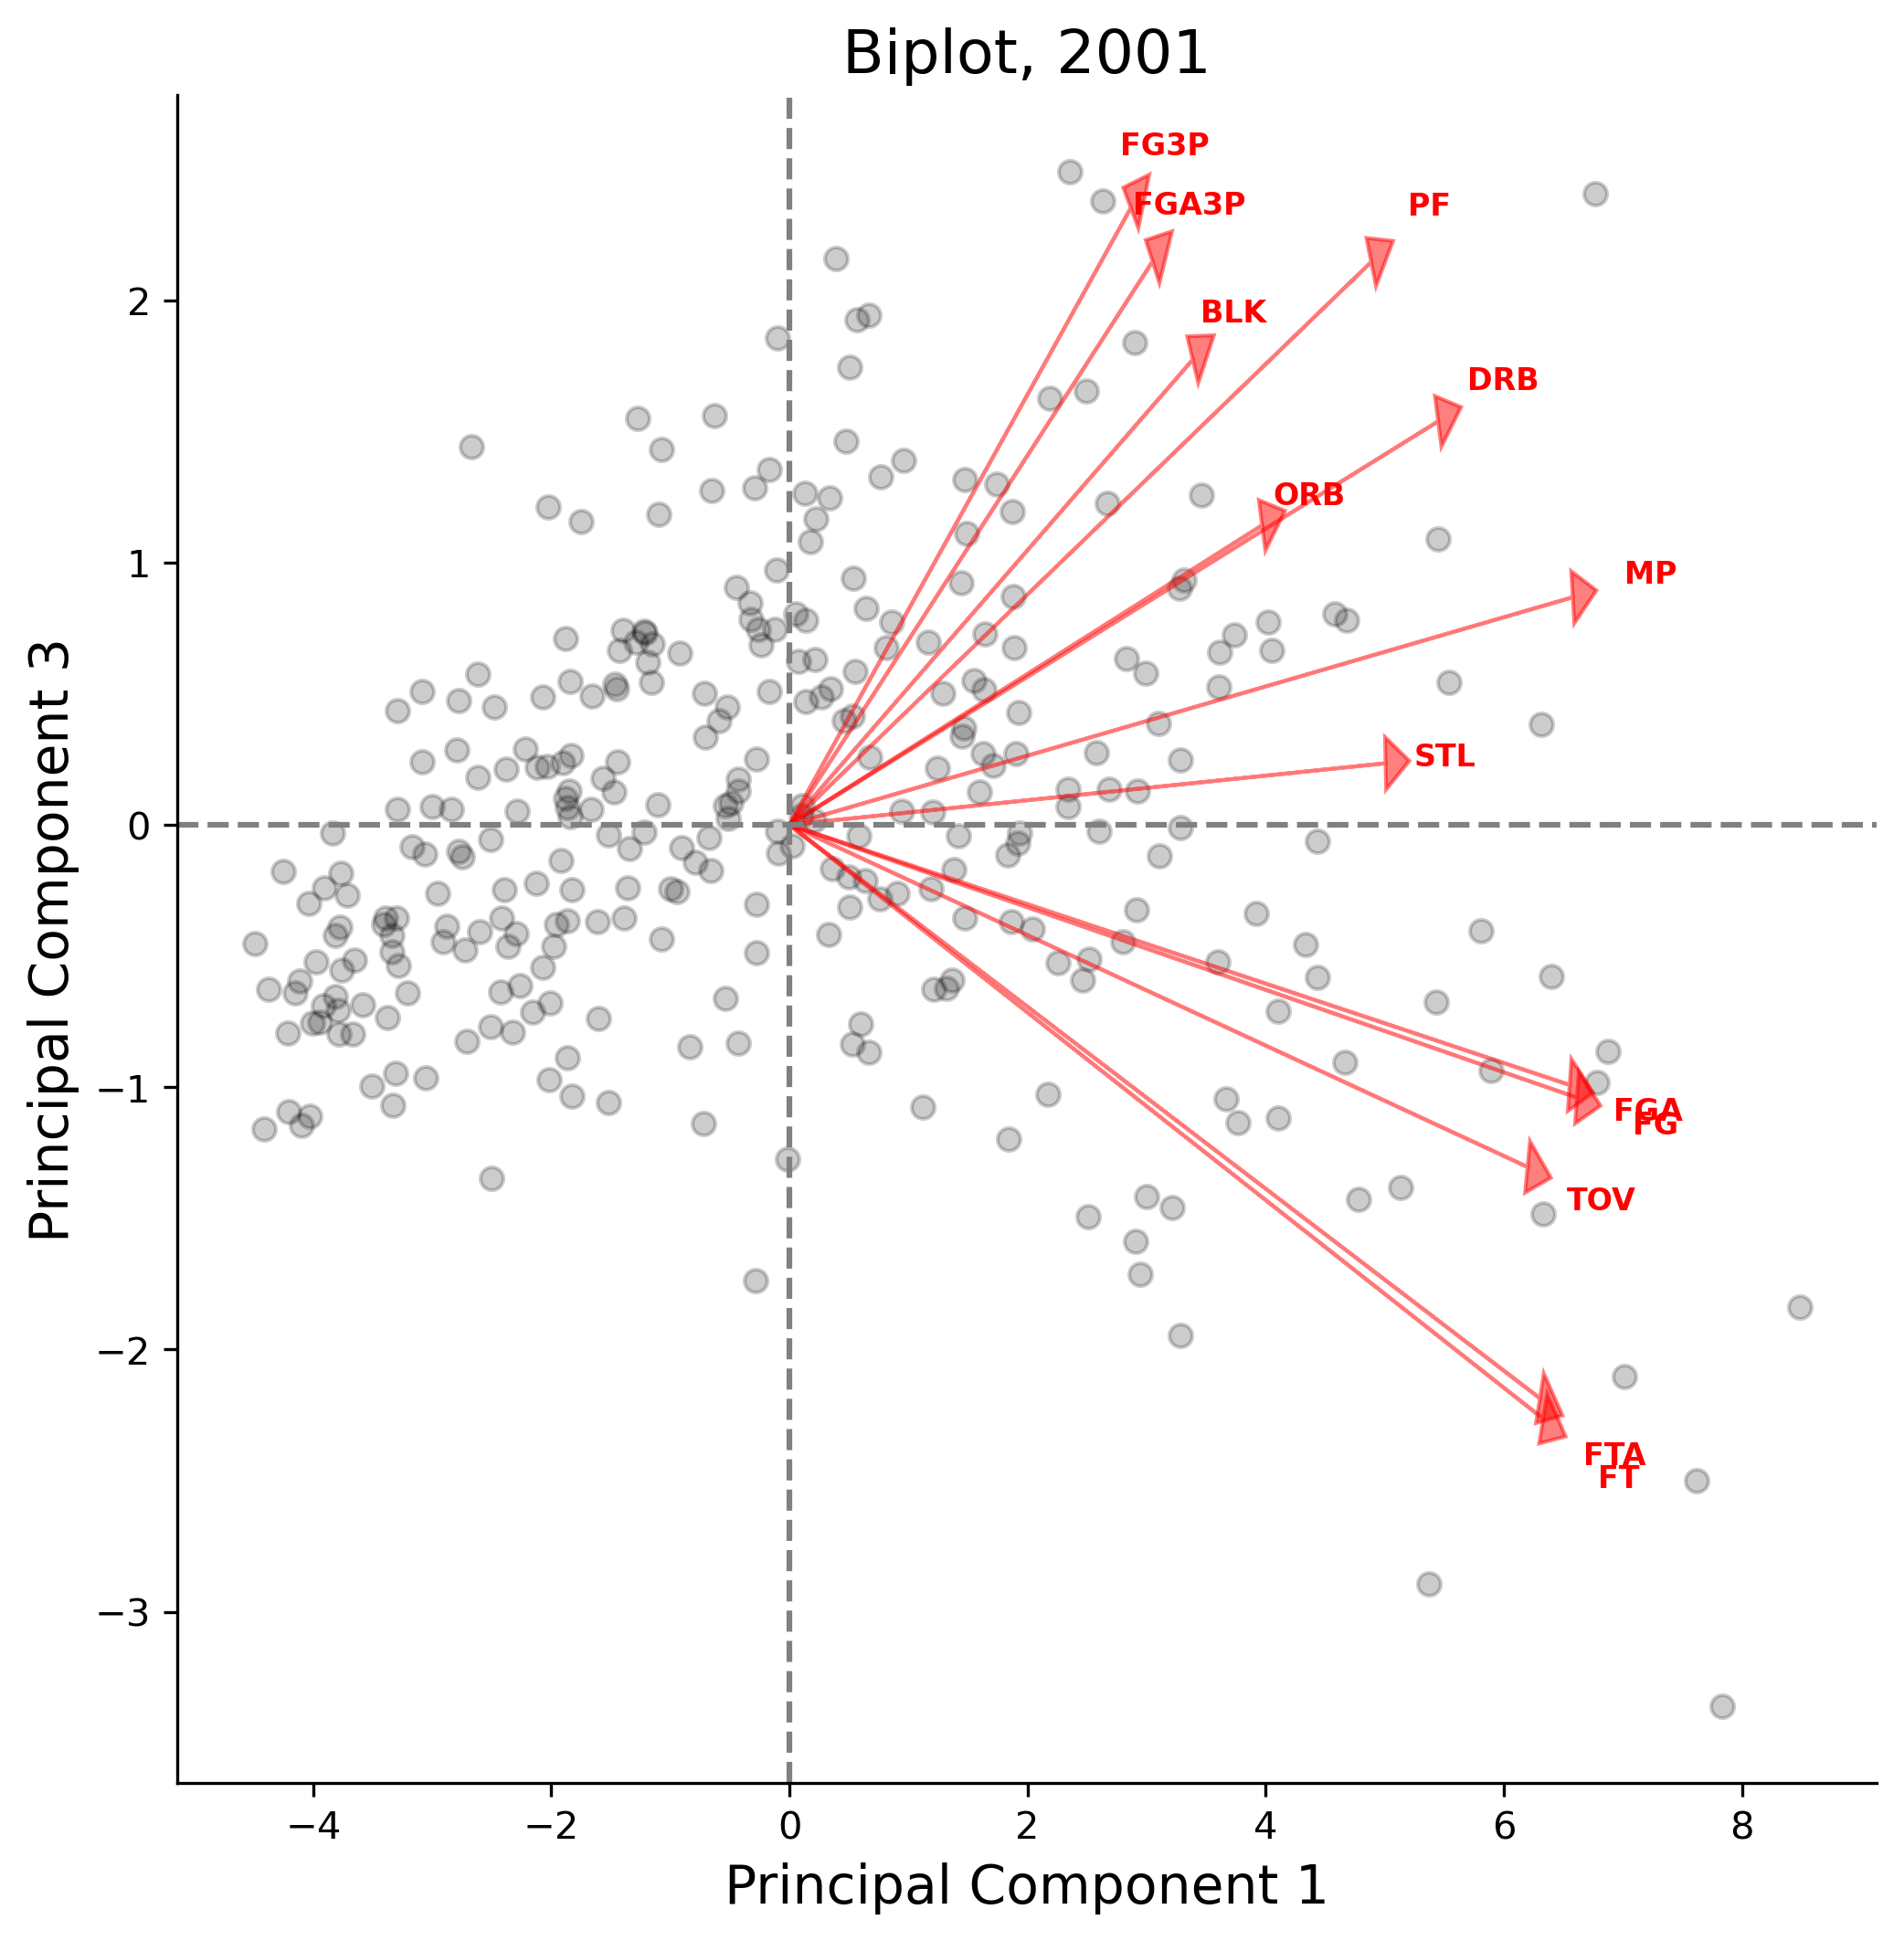 Biplot, 2001
FG3P
FGA3P
PF
BLK
DRB
ORB
MP
STL
FGA
FG
TOV
FTA
FT
Principal Component 3
2
1
0
−1
−2
−3
−4
−2
0
2
4
6
8
Principal Component 1